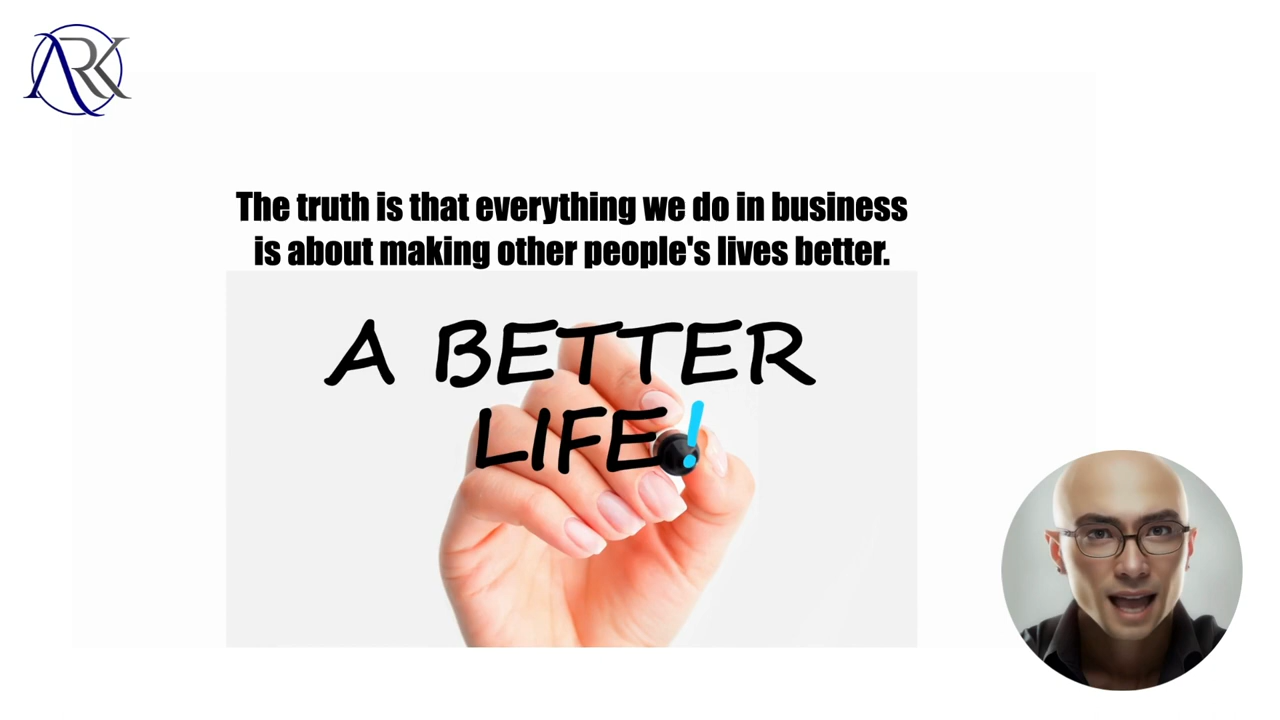 ARK
The truth is that everything we do in business
is about making other people's lives better.
A BETTER
LIFE!